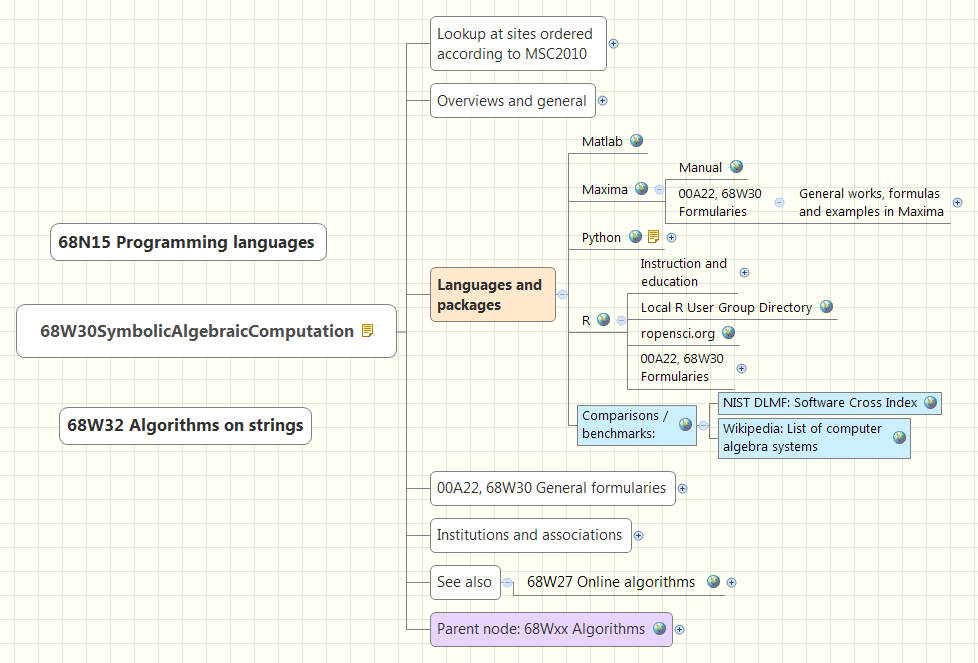 Lookup at sites ordered
according to MSC2010
Overviews and general
Matlab
Maxima
Manual
00A22, 68W30
Formularies
General works, formulas
and examples in Maxima
68N15 Programming languages
Python
Languages and
packages
Instruction and
education
R
Local R User Group Directory
ropensci.org
00A22, 68W30
Formularies
68W30SymbolicAlgebraicComputation
Comparisons /
benchmarks:
NIST DLMF: Software Cross Index
Wikipedia: List of computer
algebra systems
68W32 Algorithms on strings
00A22, 68W30 General formularies
Institutions and associations
See also
68W27 Online algorithms
Parent node: 68Wxx Algorithms